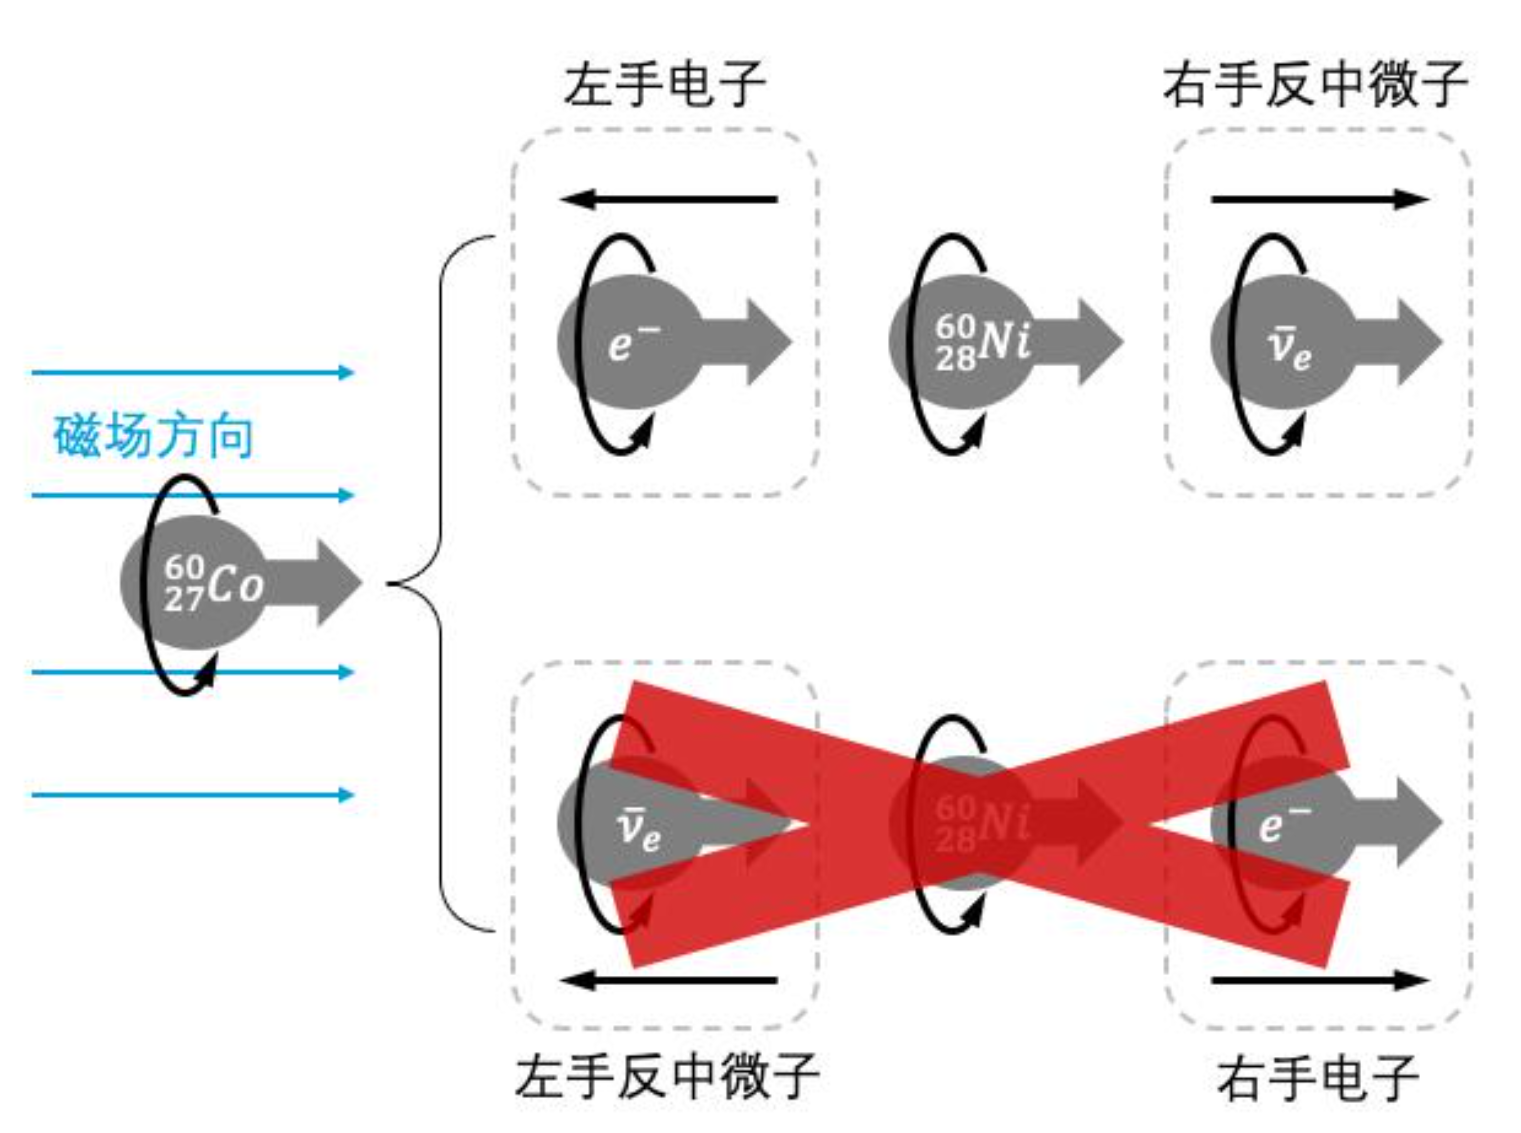 左手电子
右手反中微子
e⁻
⁶⁰₂₈Ni
ν̄ₑ
磁场方向
⁶⁰₂₇Co
ν̄ₑ
⁶⁰₂₈Ni
e⁻
左手反中微子
右手电子